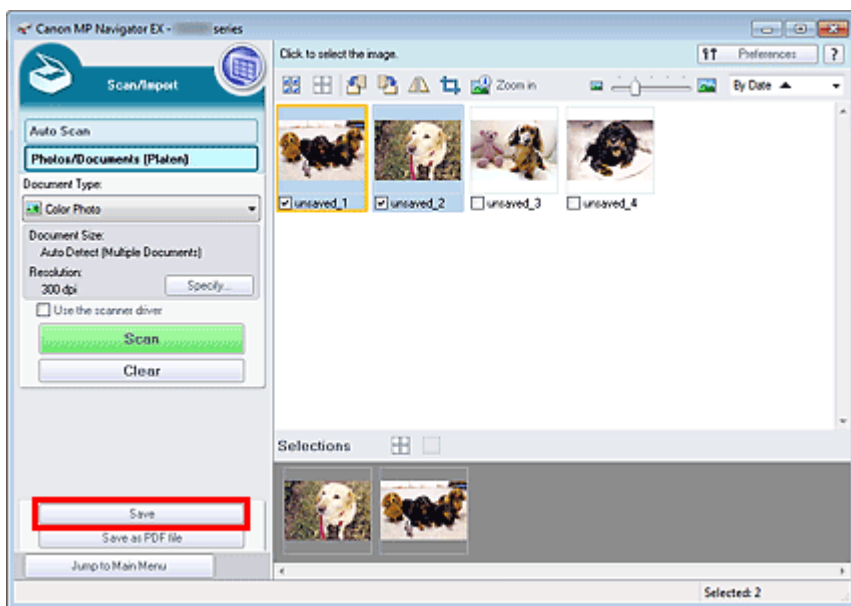 Canon MP Navigator EX - series
Scan/Import
Auto Scan
Photos/Documents (Platen)
Document Type:
Color Photo
Document Size:
Auto Detect (Multiple Documents)
Resolution:
300 dpi
Specify...
Use the scanner driver
Scan
Clear
Save
Save as PDF file
Jump to Main Menu
Click to select the image.
Preferences
?
Zoom in
By Date
unsaved_1
unsaved_2
unsaved_3
unsaved_4
Selections
Selected: 2